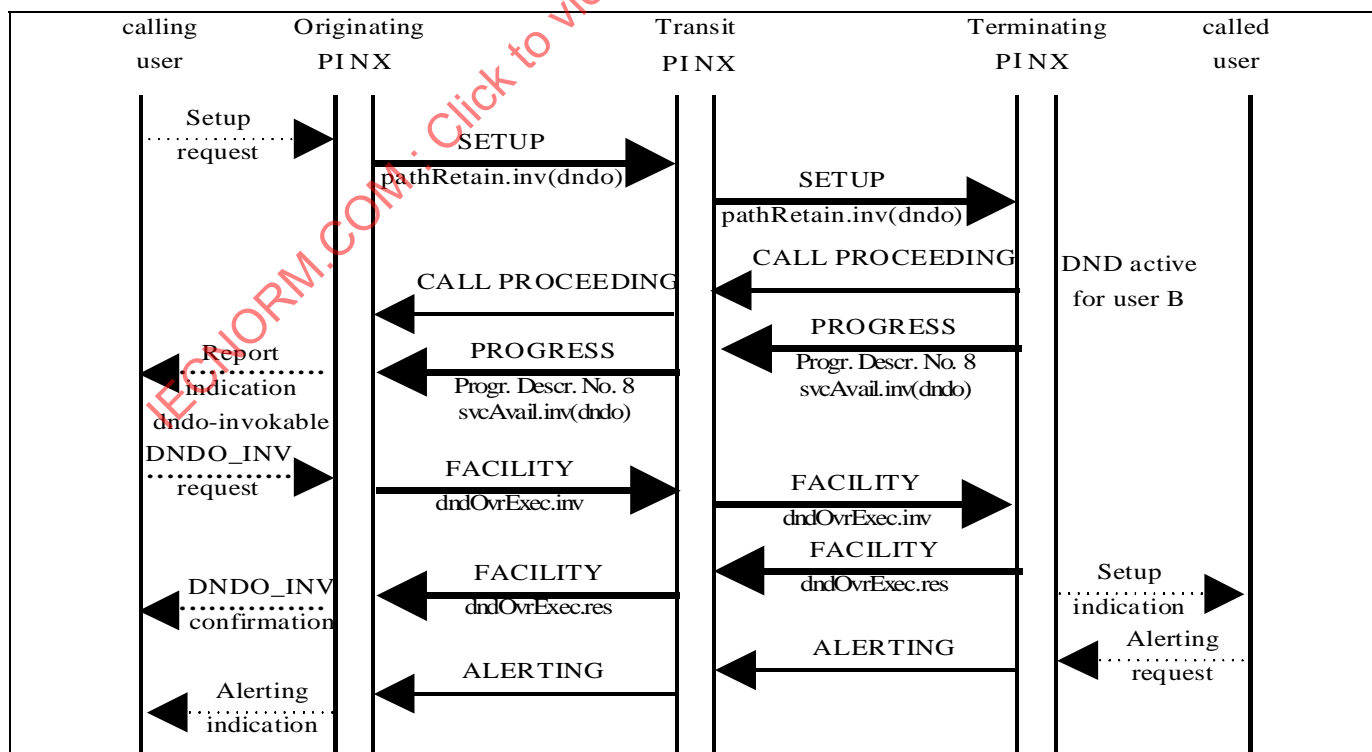 calling Originating Transit Terminating called
user PINX PINX PINX user
Setup
request
SETUP
pathRetain.inv(dndo)
SETUP
pathRetain.inv(dndo)
CALL PROCEEDING
DND active
for user B
CALL PROCEEDING
PROGRESS
Progr. Descr. No. 8
svcAvail.inv(dndo)
PROGRESS
Progr. Descr. No. 8
svcAvail.inv(dndo)
Report
indication
dndo-invokable
DNDO_INV
request
FACILITY
dndOvrExec.inv
FACILITY
dndOvrExec.inv
FACILITY
dndOvrExec.res
FACILITY
dndOvrExec.res
DNDO_INV
confirmation
Setup
indication
Alerting
request
ALERTING
ALERTING
Alerting
indication
IECNORM.COM: Click to